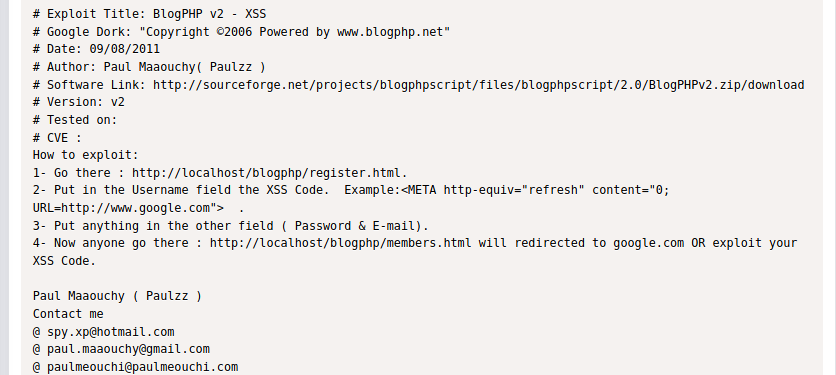 # Exploit Title: BlogPHP v2 - XSS
# Google Dork: "Copyright ©2006 Powered by www.blogphp.net"
# Date: 09/08/2011
# Author: Paul Maaouchy( Paulzz )
# Software Link: http://sourceforge.net/projects/blogphpscript/files/blogphpscript/2.0/BlogPHPv2.zip/download
# Version: v2
# Tested on:
# CVE :
How to exploit:
1- Go there : http://localhost/blogphp/register.html.
2- Put in the Username field the XSS Code.  Example:<META http-equiv="refresh" content="0;
URL=http://www.google.com">  .
3- Put anything in the other field ( Password & E-mail).
4- Now anyone go there : http://localhost/blogphp/members.html will redirected to google.com OR exploit your
XSS Code.
Paul Maaouchy ( Paulzz )
Contact me
@ spy.xp@hotmail.com
@ paul.maaouchy@gmail.com
@ paulmeouchi@paulmeouchi.com